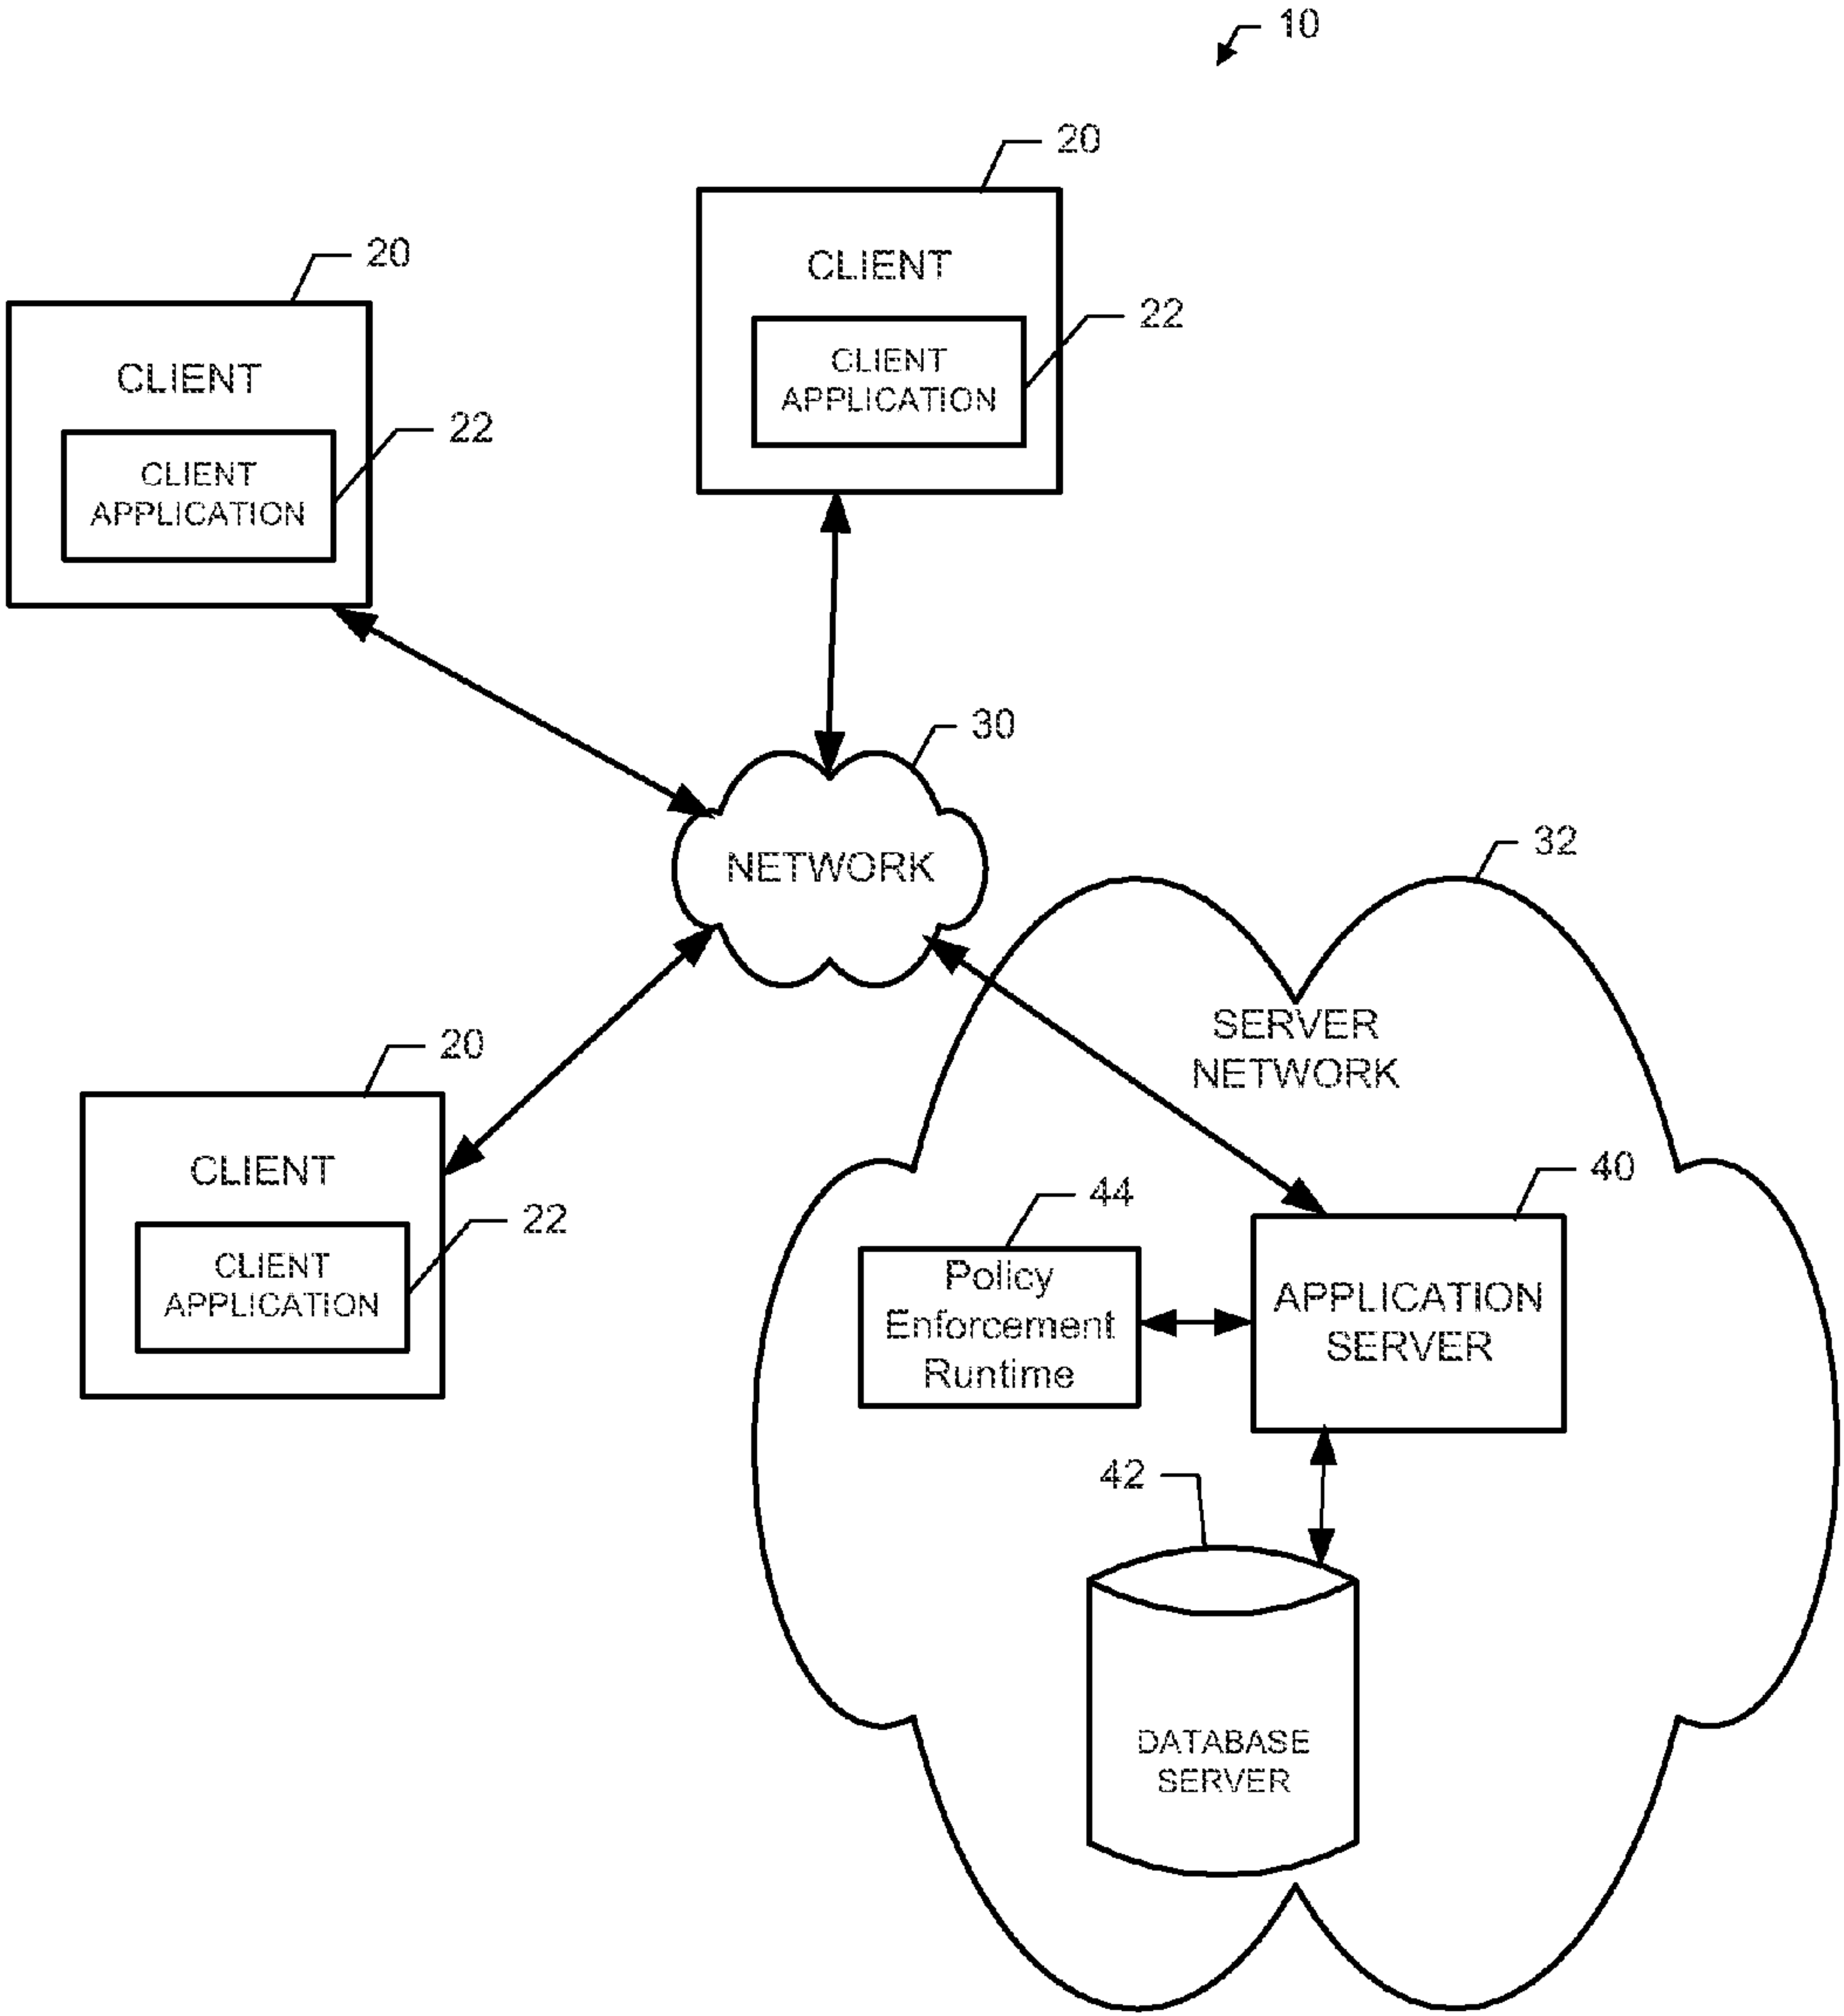 10
20
CLIENT
22
CLIENT
APPLICATION
20
CLIENT
22
CLIENT
APPLICATION
30
NETWORK
32
SERVER
NETWORK
20
CLIENT
22
CLIENT
APPLICATION
44
Policy
Enforcement
Runtime
40
APPLICATION
SERVER
42
DATABASE
SERVER